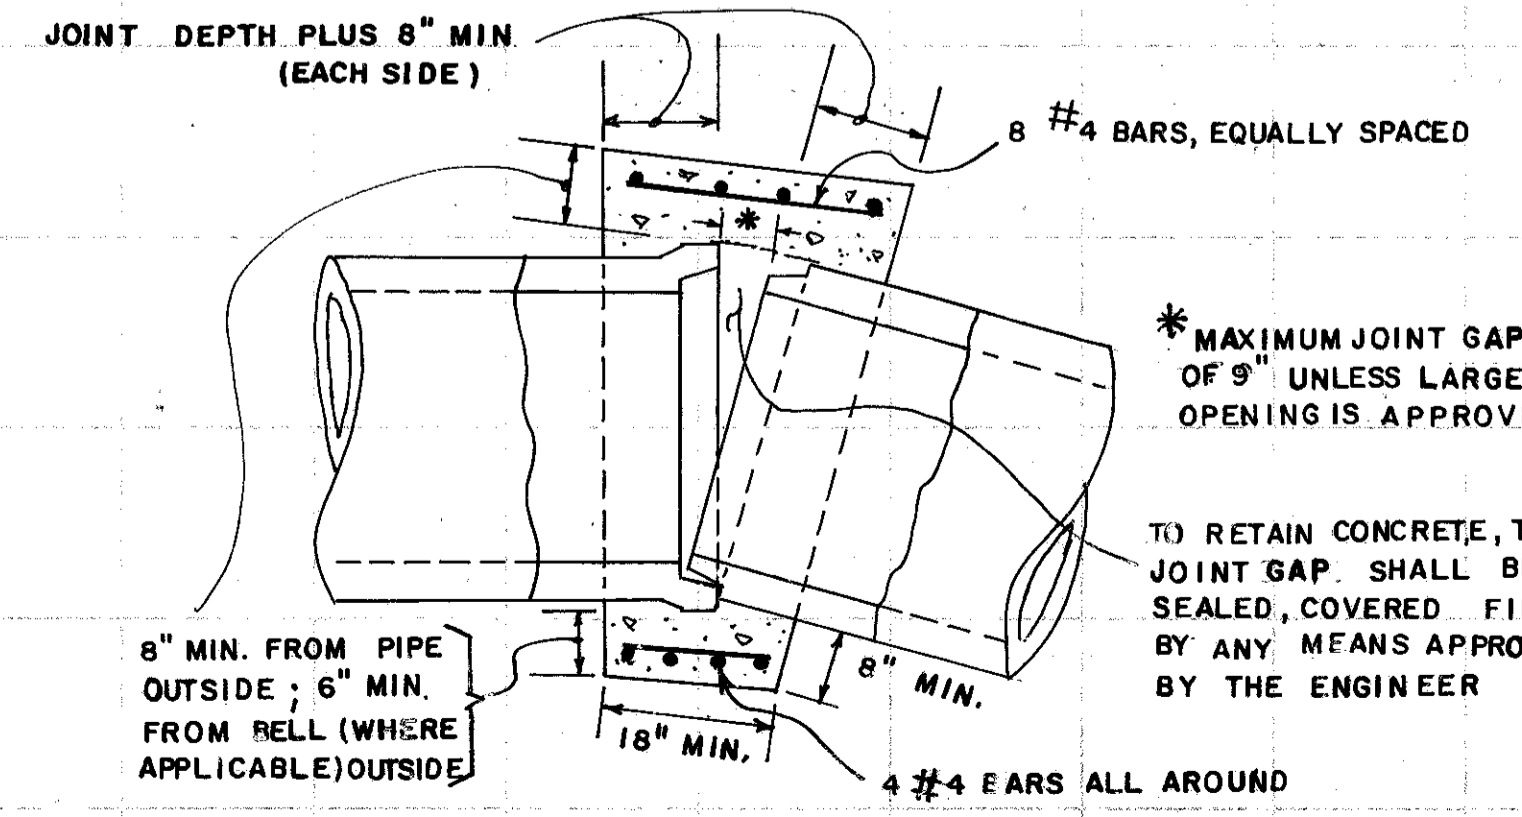 JOINT DEPTH PLUS 8" MIN
(EACH SIDE)
8 #4 BARS, EQUALLY SPACED
*
* MAXIMUM JOINT GAP
OF 9" UNLESS LARGE
OPENING IS APPROV
TO RETAIN CONCRETE, T
JOINT GAP. SHALL B
SEALED, COVERED FI
BY ANY MEANS APPRO
BY THE ENGINEER
8" MIN. FROM PIPE
OUTSIDE ; 6" MIN.
FROM BELL (WHERE
APPLICABLE) OUTSIDE
8" MIN.
18" MIN.
4 #4 BARS ALL AROUND